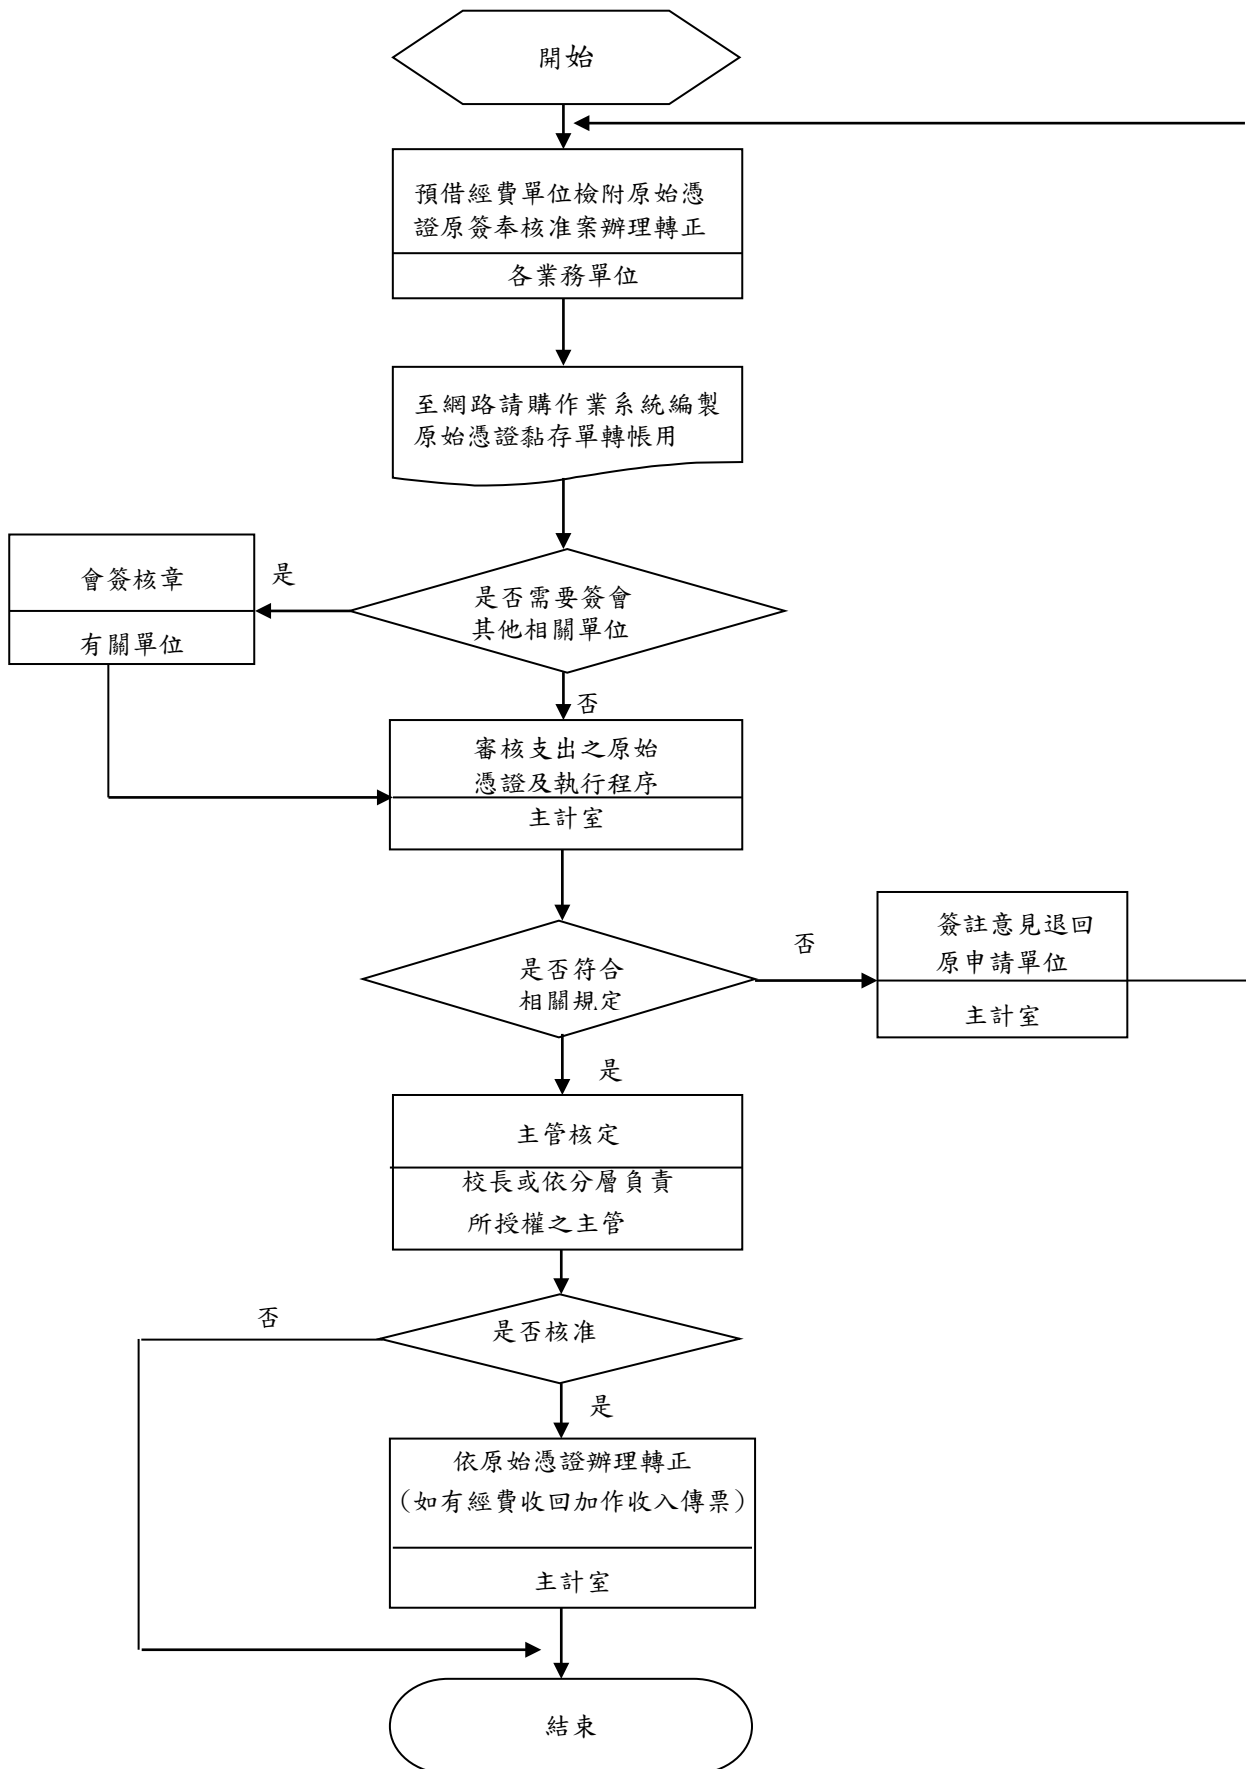 開始
預借經費單位檢附原始憑
證原簽奉核准案辦理轉正
各業務單位
至網路請購作業系統編製
原始憑證黏存單轉帳用
會簽核章
是
有關單位
是否需要簽會
其他相關單位
否
審核支出之原始
憑證及執行程序
主計室
是否符合
相關規定
否
簽註意見退回
原申請單位
主計室
是
主管核定
校長或依分層負責
所授權之主管
是否核准
否
是
依原始憑證辦理轉正
(如有經費收回加作收入傳票)
主計室
結束